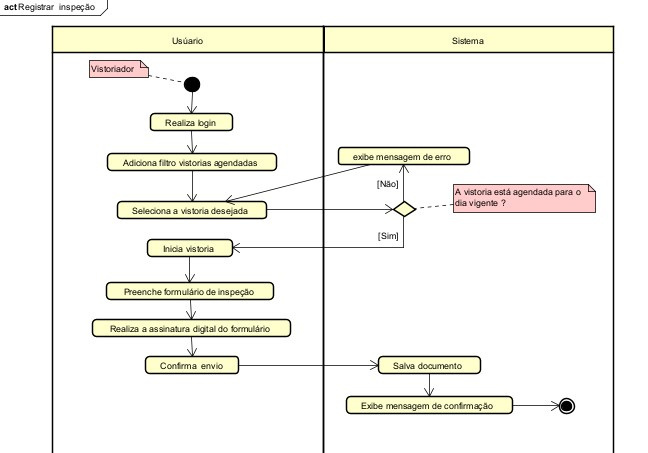 act Registrar inspeção
Usúario
Sistema
Vistoriador
Realiza login
Adiciona filtro vistorias agendadas
exibe mensagem de erro
[Não]
A vistoria está agendada para o
dia vigente ?
Seleciona a vistoria desejada
[Sim]
Inicia vistoria
Preenche formulário de inspeção
Realiza a assinatura digital do formulário
Confirma envio
Salva documento
Exibe mensagem de confirmação